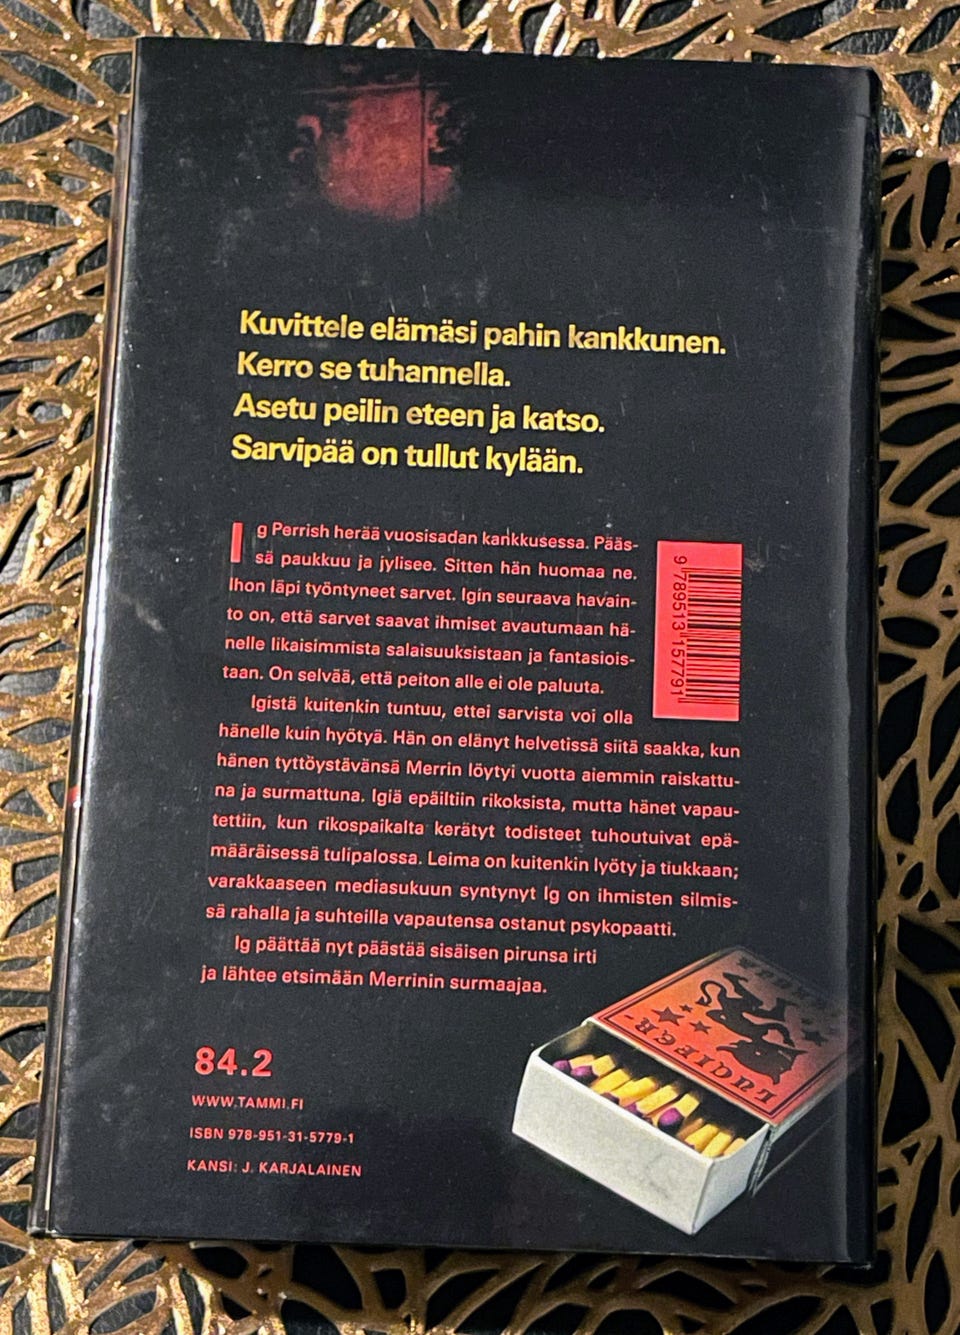 Kuvittele elämäsi pahin kankkunen.
Kerro se tuhannella.
Asetu peilin eteen ja katso.
Sarvipää on tullut kylään.
Ig Perrish herää vuosisadan kankkusessa. Pääs-
sä paukkuu ja jylisee. Sitten hän huomaa ne.
Ihon läpi työntyneet sarvet. Igin seuraava havain-
to on, että sarvet saavat ihmiset avautumaan hä-
nelle likaisimmista salaisuuksistaan ja fantasiois-
taan. On selvää, että peiton alle ei ole paluuta.
Igistä kuitenkin tuntuu, ettei sarvista voi olla
hänelle kuin hyötyä. Hän on elänyt helvetissä siitä saakka, kun
hänen tyttöystävänsä Merrin löytyi vuotta aiemmin raiskattu-
na ja surmattuna. Igiä epäiltiin rikoksista, mutta hänet vapau-
tettiin, kun rikospaikalta kerätyt todisteet tuhoutuivat epä-
määräisessä tulipalossa. Leima on kuitenkin lyöty ja tiukkaan;
varakkaaseen mediasukuun syntynyt Ig on ihmisten silmis-
sä rahalla ja suhteilla vapautensa ostanut psykopaatti.
Ig päättää nyt päästää sisäisen pirunsa irti
ja lähtee etsimään Merrinin surmaajaa.
9 789513 157791
LUCIFER-
84.2
WWW.TAMMI.FI
ISBN 978-951-31-5779-1
KANSI: J. KARJALAINEN